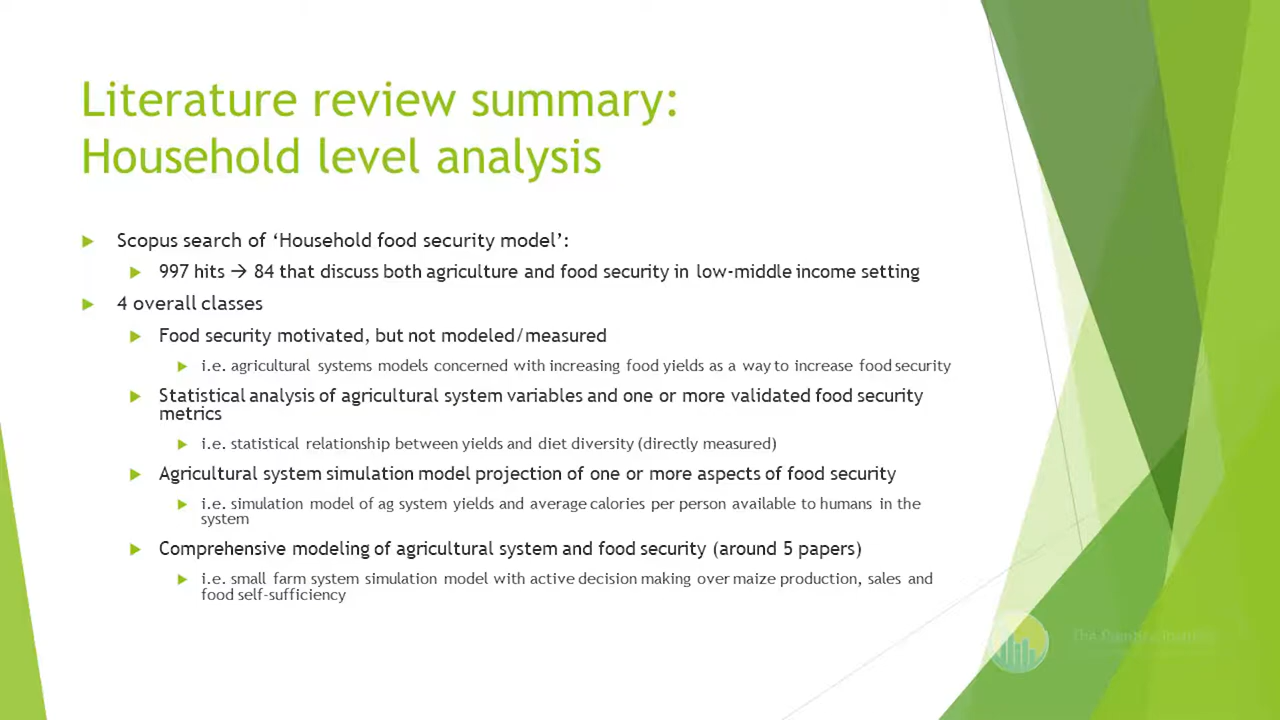 Literature review summary:
Household level analysis
Scopus search of ‘Household food security model’:
997 hits → 84 that discuss both agriculture and food security in low-middle income setting
4 overall classes
Food security motivated, but not modeled/measured
i.e. agricultural systems models concerned with increasing food yields as a way to increase food security
Statistical analysis of agricultural system variables and one or more validated food security
metrics
i.e. statistical relationship between yields and diet diversity (directly measured)
Agricultural system simulation model projection of one or more aspects of food security
i.e. simulation model of ag system yields and average calories per person available to humans in the
system
Comprehensive modeling of agricultural system and food security (around 5 papers)
i.e. small farm system simulation model with active decision making over maize production, sales and
food self-sufficiency
The